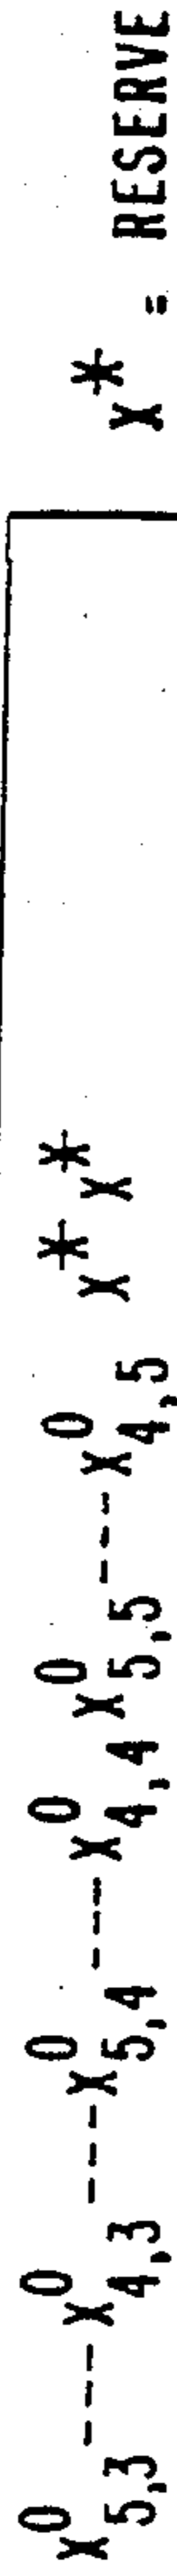 X⁰₅,₃ ---X⁰₄,₃ ---X⁰₅,₄ ---X⁰₄,₄ X⁰₅,₅ ---X⁰₄,₅ X* X*
X* = RESERVE